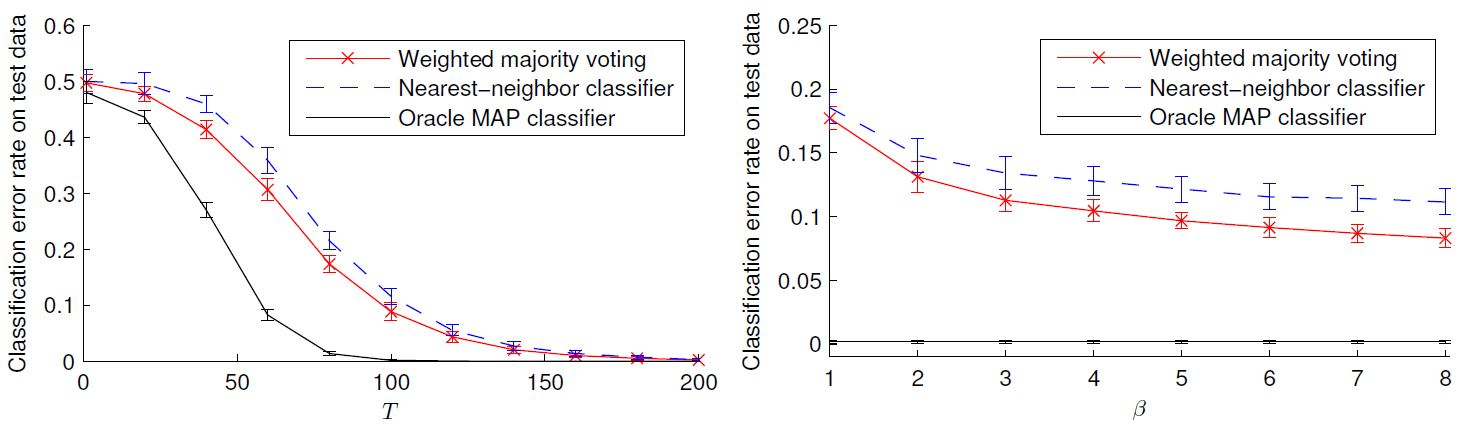 Classification error rate on test data
0.6
0.5
0.4
0.3
0.2
0.1
0
0 50 100 150 200
T
Weighted majority voting
Nearest−neighbor classifier
Oracle MAP classifier
Classification error rate on test data
0.25
0.2
0.15
0.1
0.05
0
1 2 3 4 5 6 7 8
β
Weighted majority voting
Nearest−neighbor classifier
Oracle MAP classifier